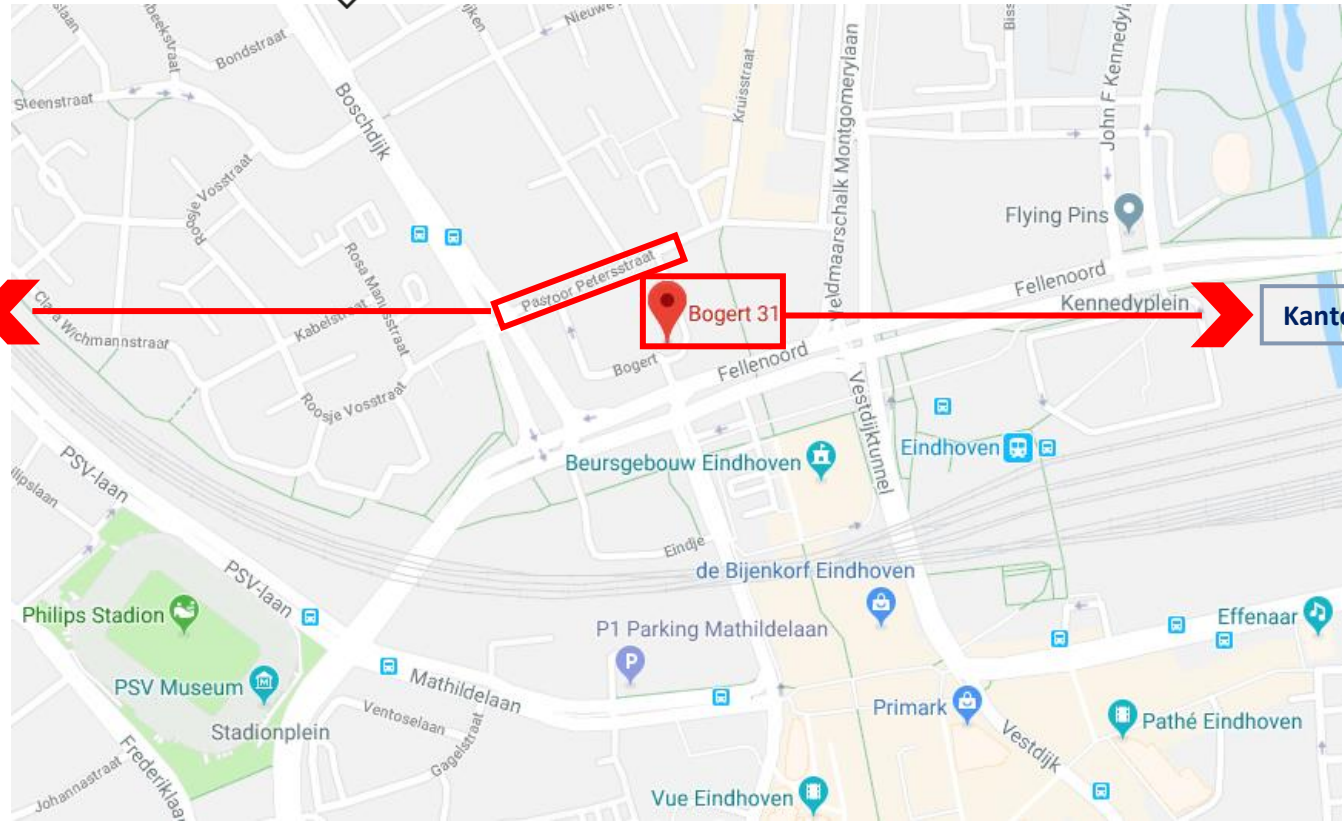 Nieuwe
Bondstraat
Steenstraat
Boschdijk
Kruisstraat
Veldmaarschalk Montgomerylaan
John F Kennedyl
Roosje Vosstraat
Flying Pins
Rosa Manusstraat
Pastoor Petersstraat
Fellenoord
Kennedyplein
Clara Wichmannstraat
Kabelstraat
Bogert 31
Kant
Bogert
Fellenoord
Roosje Vosstraat
Vestdijktunnel
Beursgebouw Eindhoven
Eindhoven
PSV-laan
Eindje
de Bijenkorf Eindhoven
PSV-laan
Philips Stadion
P1 Parking Mathildelaan
P
Effenaar
PSV Museum
Mathildelaan
Ventoselaan
Primark
Pathé Eindhoven
Stadionplein
Gagelstraat
Vestdijk
Johannastraat
Frederiklaa
Vue Eindhoven